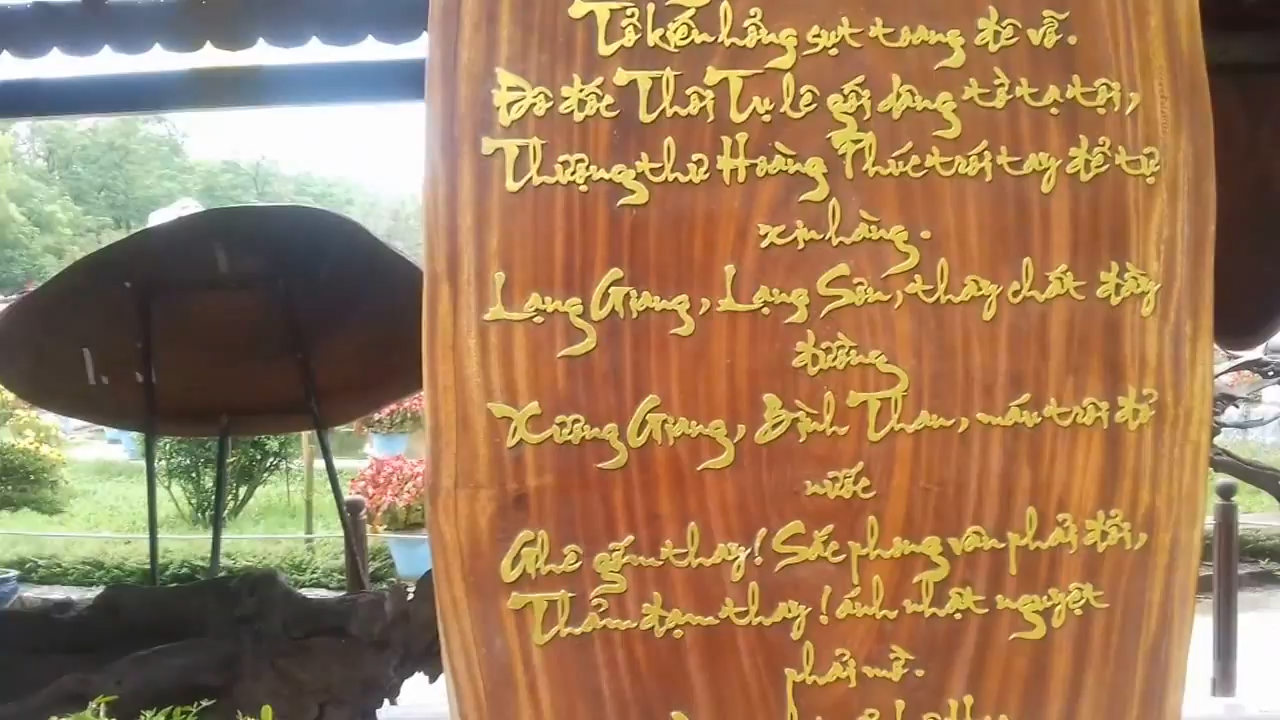 Tổ kiến hổng sụt toang đê vỡ.
Đô đốc Thôi Tụ lê gối dâng tờ tạ tội,
Thượng thư Hoàng Phúc trói tay để tự
xin hàng.
Lạng Giang, Lạng Sơn, thây chất đầy
đường
Xương Giang, Bình Than, máu trôi đỏ
nước
Ghê gớm thay! Sắc phong vân phải đổi,
Thảm đạm thay! ánh nhật nguyệt
phải mờ.